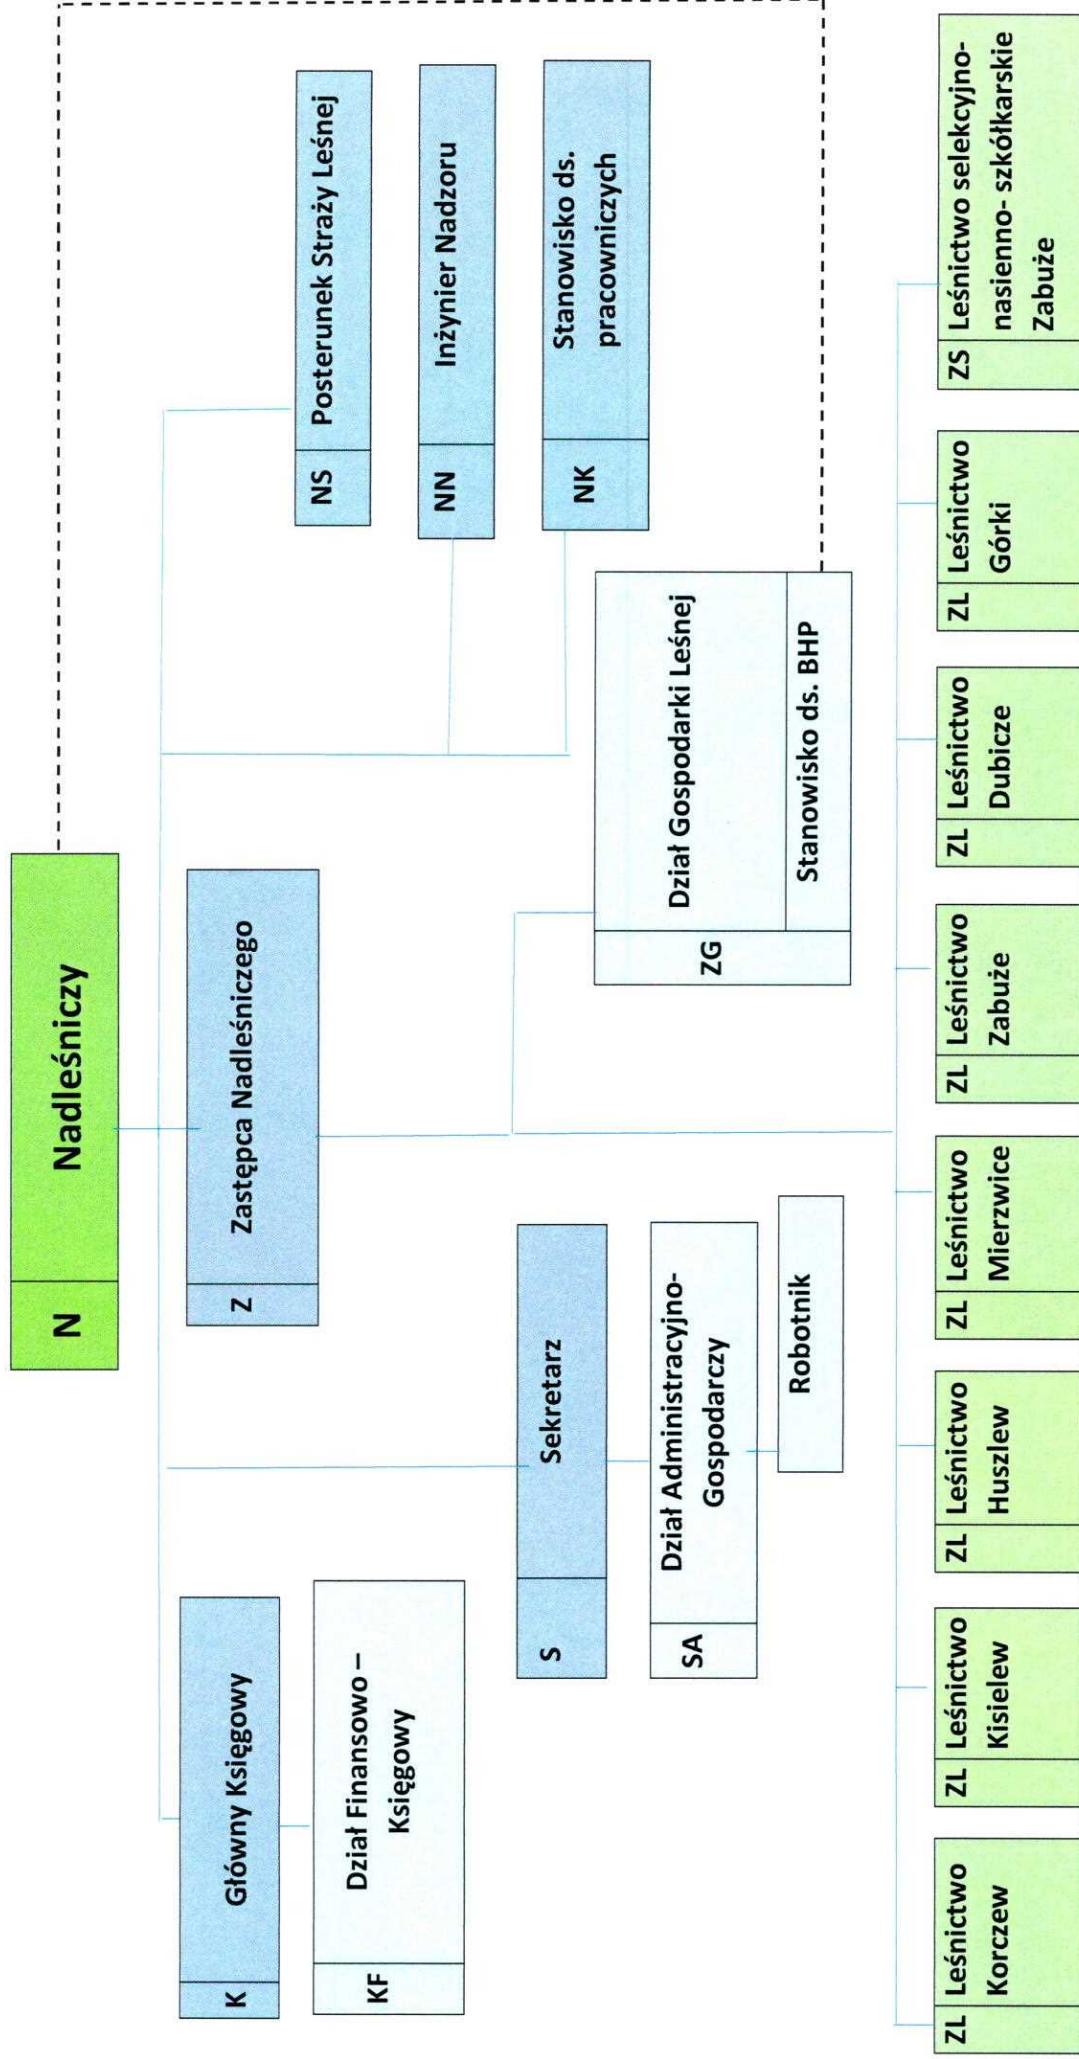 N Nadleśniczy
Z Zastępca Nadleśniczego
K Główny Księgowy
KF Dział Finansowo –
Księgowy
S Sekretarz
SA Dział Administracyjno-
Gospodarczy
Robotnik
NS Posterunek Straży Leśnej
NN Inżynier Nadzoru
NK Stanowisko ds.
pracowniczych
ZG Dział Gospodarki Leśnej
Stanowisko ds. BHP
ZL Leśnictwo
Korczew
ZL Leśnictwo
Kisielew
ZL Leśnictwo
Huszlew
ZL Leśnictwo
Mierzwice
ZL Leśnictwo
Zabuże
ZL Leśnictwo
Dubicze
ZL Leśnictwo
Górki
ZS Leśnictwo selekcyjno-
nasienno- szkółkarskie
Zabuże